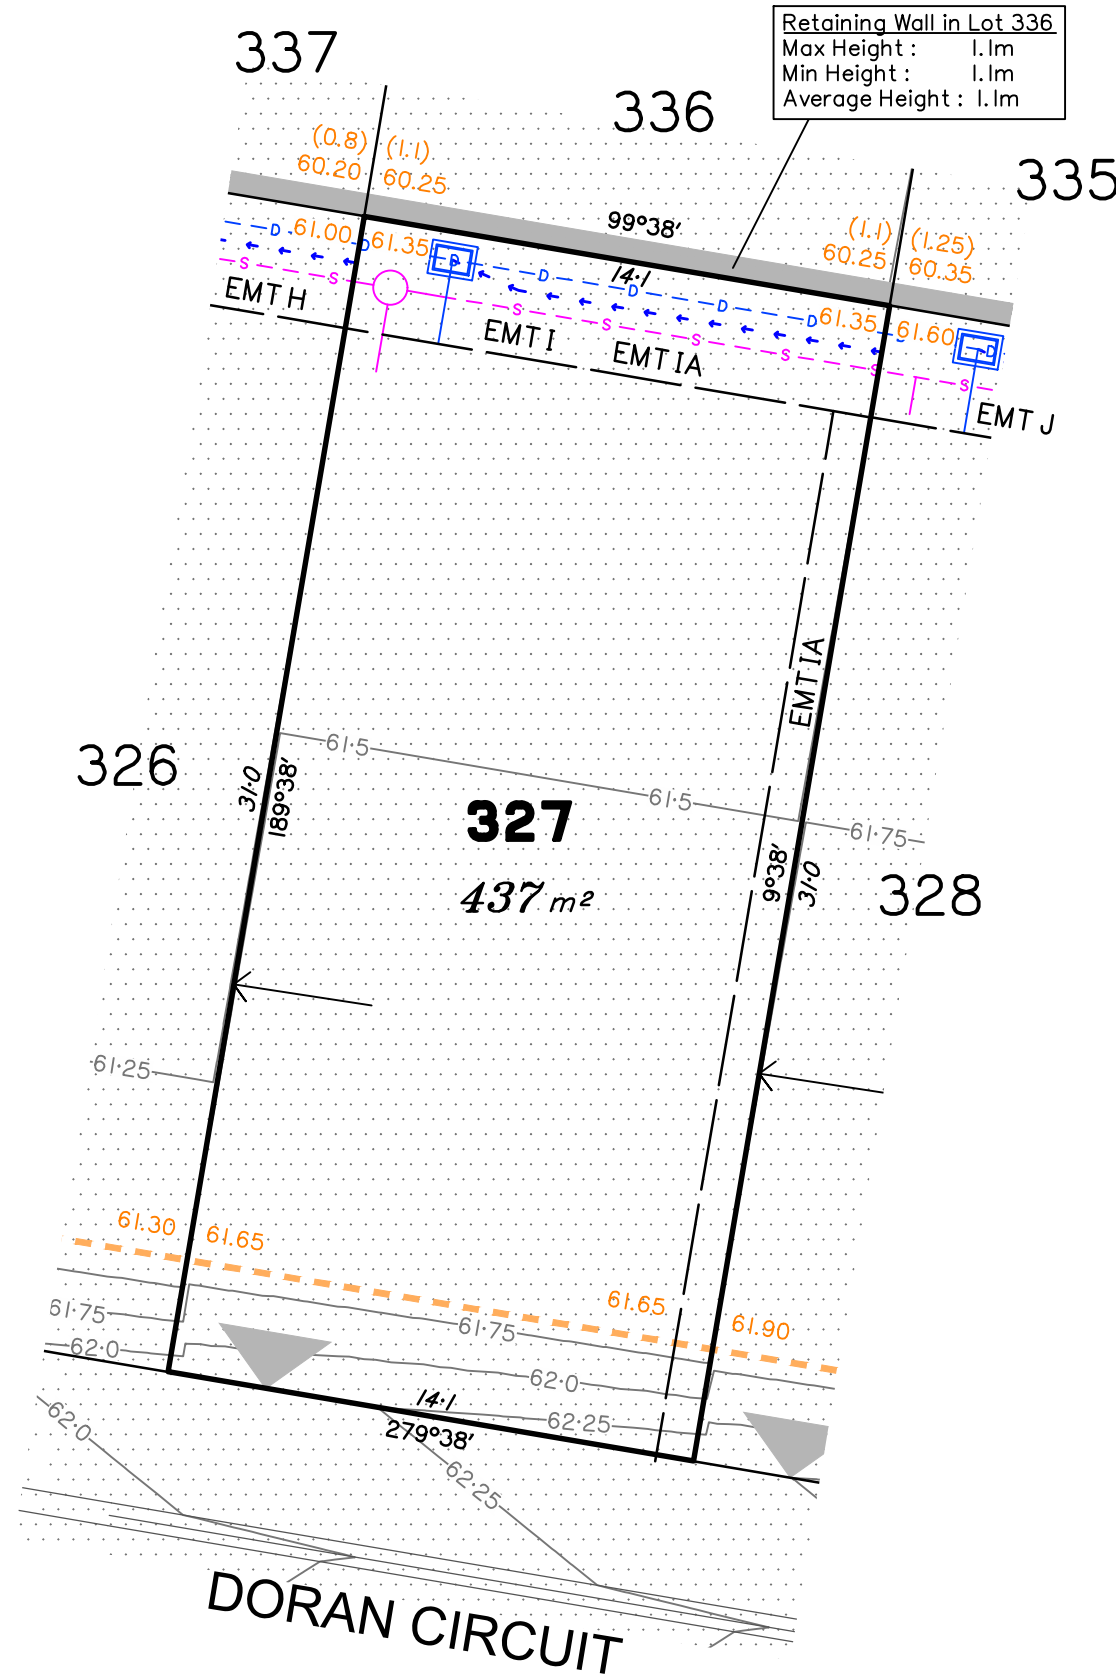 337
Retaining Wall in Lot 336
Max Height : 1.1m
Min Height : 1.1m
Average Height : 1.1m
336
335
(0.8) (1.1)
60.20 60.25
99°38'
14·1
(1.1) (1.25)
60.25 60.35
D 61.00 D 61.35 D D D D D 61.35 61.60 D
S S S S S S S S
EMT H
EMT I
EMT IA
EMT J
EMT IA
61·5
61·5
61·75
326
31·0
189°38'
327
437 m²
9°38'
31·0
328
61·25
61.30 61.65
61.65 61.90
61·75
61·75
62·0
62·0
62·25
14·1
279°38'
62·0
62·25
DORAN CIRCUIT